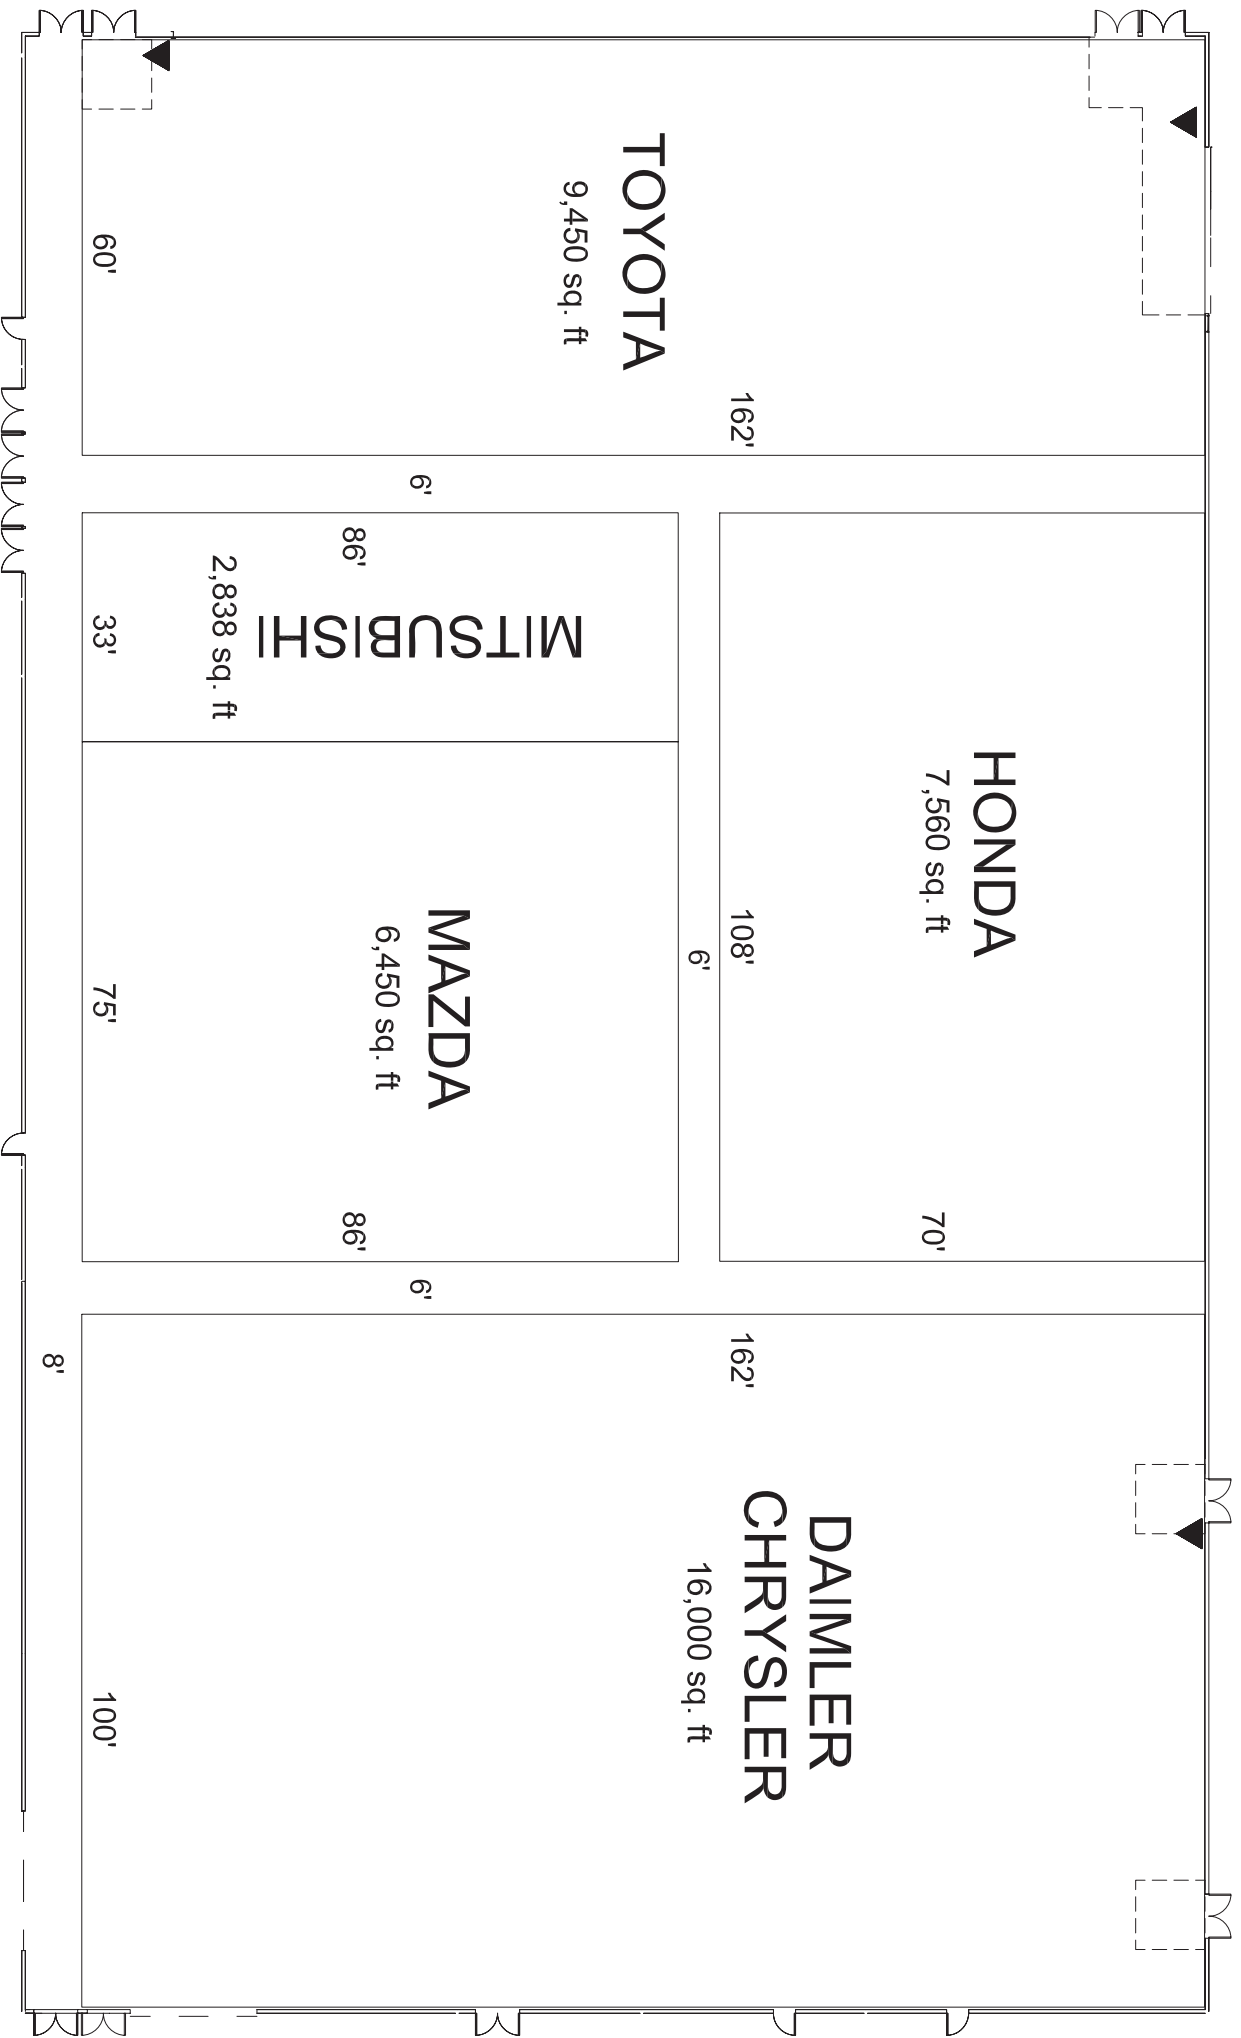 TOYOTA
9,450 sq. ft
60'
162'
6'
86'
MITSUBISHI
2,838 sq. ft
33'
HONDA
7,560 sq. ft
108'
70'
6'
MAZDA
6,450 sq. ft
75'
86'
6'
8'
162'
DAIMLER
CHRYSLER
16,000 sq. ft
100'